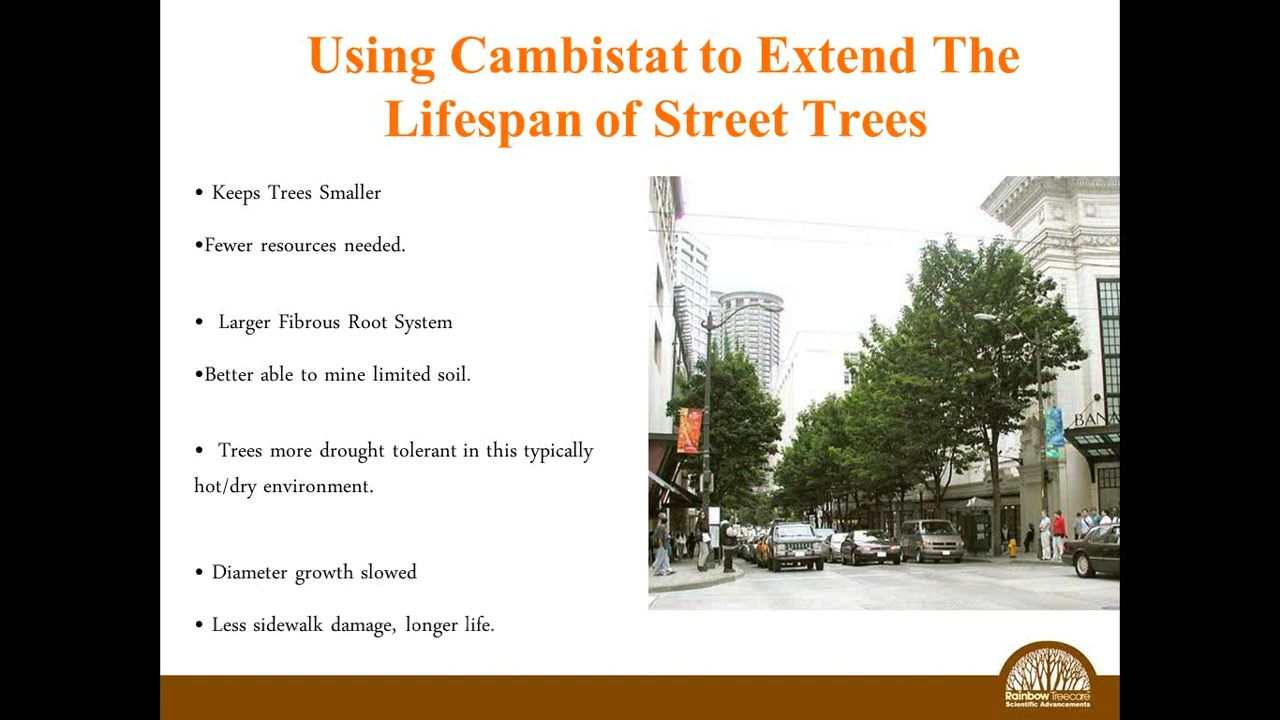 Using Cambistat to Extend The
Lifespan of Street Trees
• Keeps Trees Smaller
•Fewer resources needed.
• Larger Fibrous Root System
•Better able to mine limited soil.
• Trees more drought tolerant in this typically
hot/dry environment.
• Diameter growth slowed
• Less sidewalk damage, longer life.
BANA
Rainbow Treecare
Scientific Advancements